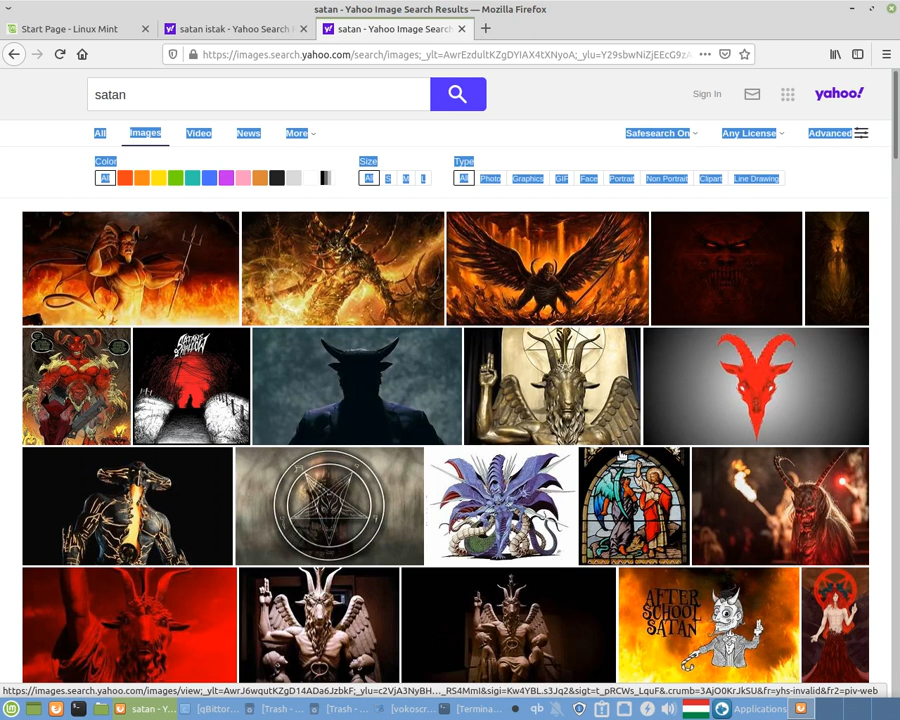 satan - Yahoo Image Search Results — Mozilla Firefox
Start Page - Linux Mint
satan istak - Yahoo Search
satan - Yahoo Image Search
https://images.search.yahoo.com/search/images;_ylt=AwrEzdultKZgDYIAX4tXNyoA;_ylu=Y29sbwNiZjEEcG9z
satan
Sign In
yahoo!
All
Images
Video
News
More
Safesearch On
Any License
Advanced
Color
Size
Type
All
All
S
M
L
All
Photo
Graphics
GIF
Face
Portrait
Non Portrait
Clipart
Line Drawing
AFTER
SCHOOL
SATAN
https://images.search.yahoo.com/images/view;_ylt=AwrJ6wqutKZgD14ADa6JzbkF;_ylu=c2VjA3NyBH..._RS4MmI&sigi=Kw4YBL.s3Jq2&sigt=t_pRCWs_LquF&.crumb=3AjO0KrJkSU&fr=yhs-invalid&fr2=piv-web
satan - Y...
[qBittor...
[Trash - ...
[Trash - ...
[vokoscr...
[Termina...
qb
Applications